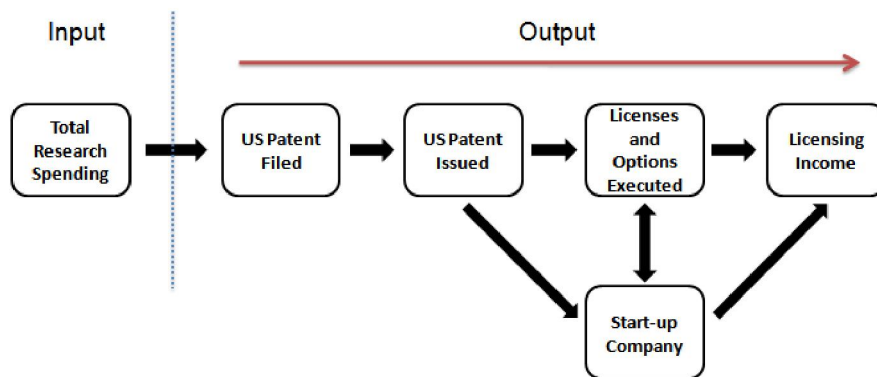 Input
Output
Total
Research
Spending
US Patent
Filed
US Patent
Issued
Licenses
and
Options
Executed
Licensing
Income
Start-up
Company